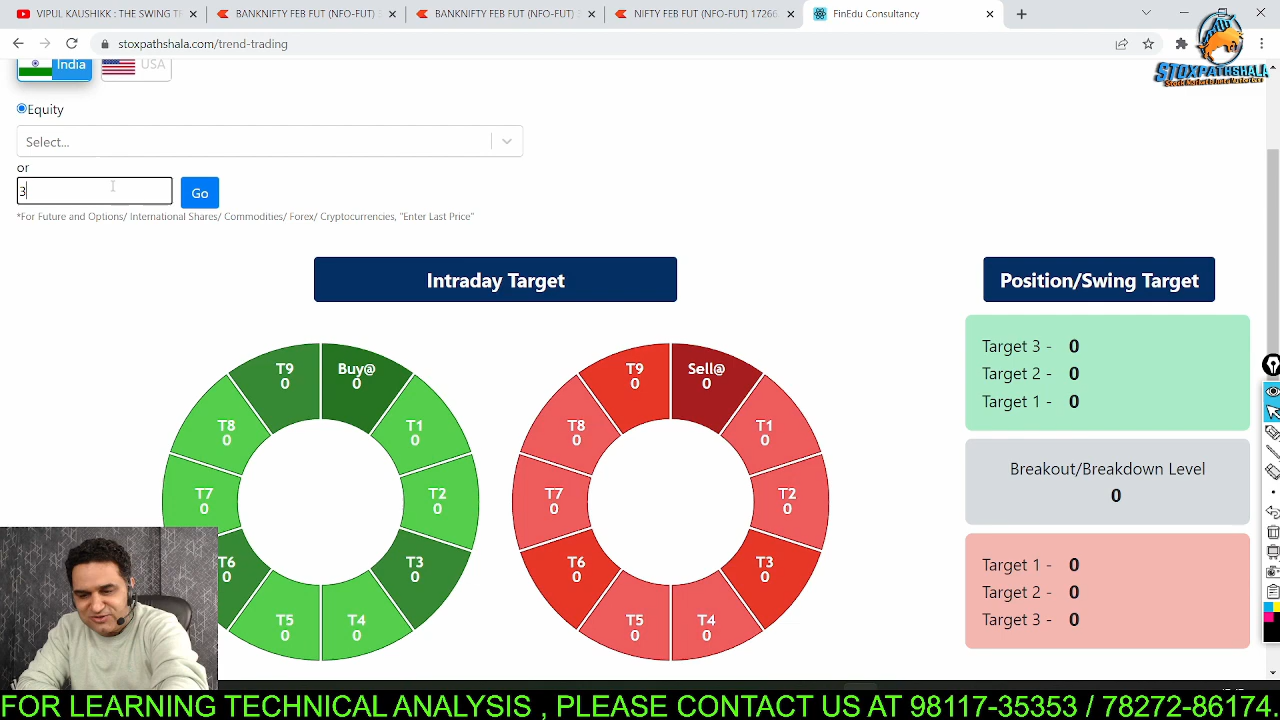 VIPUL KAUSHIKK : THE SWING T
BANKNIFTY FEB FUT (NFO-FUT)
BANKNIFTY FEB FUT (NFO-FUT)
NIFTY FEB FUT (NFO-FUT) 17266
FinEdu Consultancy
stoxpathshala.com/trend-trading
STOXPATHSHALA
India
USA
Equity
Select...
or
3
Go
*For Future and Options/ International Shares/ Commodities/ Forex/ Cryptocurrencies, "Enter Last Price"
Intraday Target
Position/Swing Target
T9
0
Buy@
0
T1
0
T2
0
T3
0
T4
0
T5
0
T6
0
T7
0
T8
0
T9
0
Sell@
0
T1
0
T2
0
T3
0
T4
0
T5
0
T6
0
T7
0
T8
0
Target 3 - 0
Target 2 - 0
Target 1 - 0
Breakout/Breakdown Level
0
Target 1 - 0
Target 2 - 0
Target 3 - 0
FOR LEARNING TECHNICAL ANALYSIS , PLEASE CONTACT US AT 98117-35353 / 78272-86174.